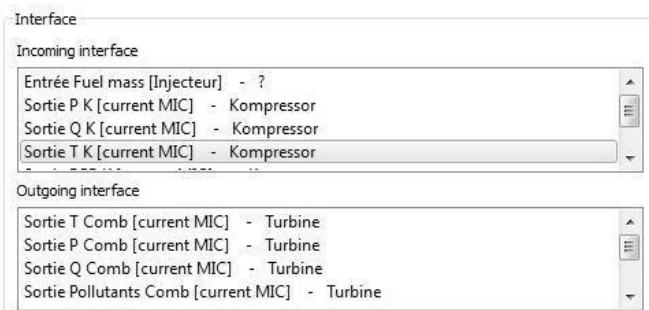 Interface
Incoming interface
Entrée Fuel mass [Injecteur] - ?
Sortie P K [current MIC] - Kompressor
Sortie Q K [current MIC] - Kompressor
Sortie T K [current MIC] - Kompressor
Outgoing interface
Sortie T Comb [current MIC] - Turbine
Sortie P Comb [current MIC] - Turbine
Sortie Q Comb [current MIC] - Turbine
Sortie Pollutants Comb [current MIC] - Turbine